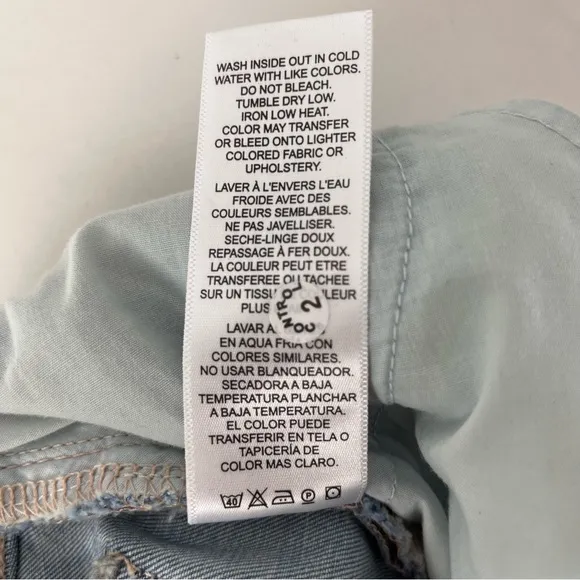 WASH INSIDE OUT IN COLD
WATER WITH LIKE COLORS.
DO NOT BLEACH.
TUMBLE DRY LOW.
IRON LOW HEAT.
COLOR MAY TRANSFER
OR BLEED ONTO LIGHTER
COLORED FABRIC OR
UPHOLSTERY.
LAVER À L'ENVERS L'EAU
FROIDE AVEC DES
COULEURS SEMBLABLES.
NE PAS JAVELLISER.
SECHE-LINGE DOUX
REPASSAGE À FER DOUX.
LA COULEUR PEUT ETRE
TRANSFEREE OU TACHEE
SUR UN
PLUS
CONTROL
2
LAVAR
EN AQUA FRIA CON
COLORES SIMILARES.
NO USAR BLANQUEADOR.
SECADORA A BAJA
TEMPERATURA PLANCHAR
A BAJA TEMPERATURA.
EL COLOR PUEDE
TRANSFERIR EN TELA O
TAPICERÍA DE
COLOR MAS CLARO.
40 P